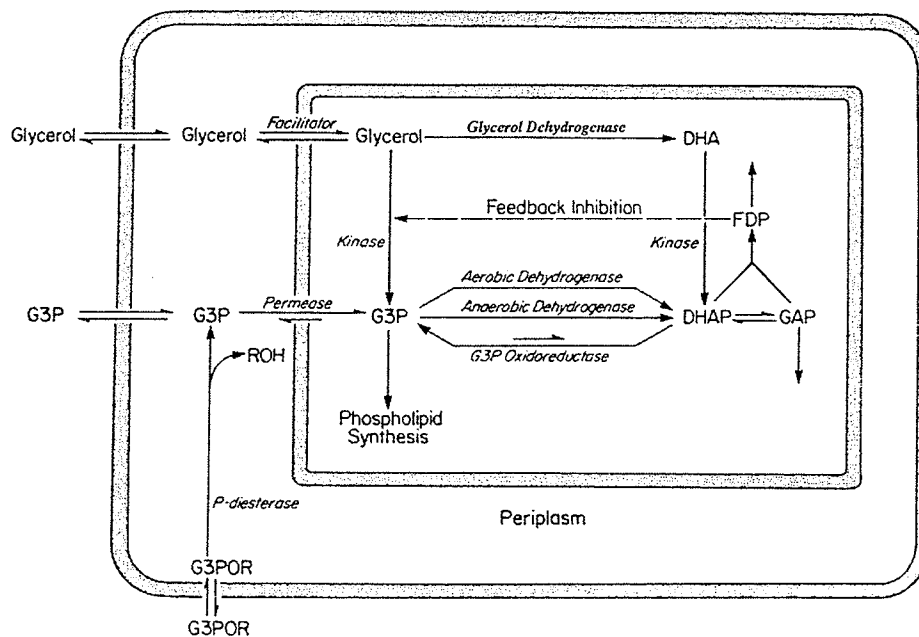 Facilitator
Glycerol Glycerol Glycerol Glycerol Dehydrogenase DHA
Feedback Inhibition FDP
Kinase Kinase
Aerobic Dehydrogenase
Permease Anaerobic Dehydrogenase
G3P G3P G3P DHAP GAP
ROH G3P Oxidoreductase
Phospholipid
Synthesis
P-diesterase
Periplasm
G3POR
G3POR